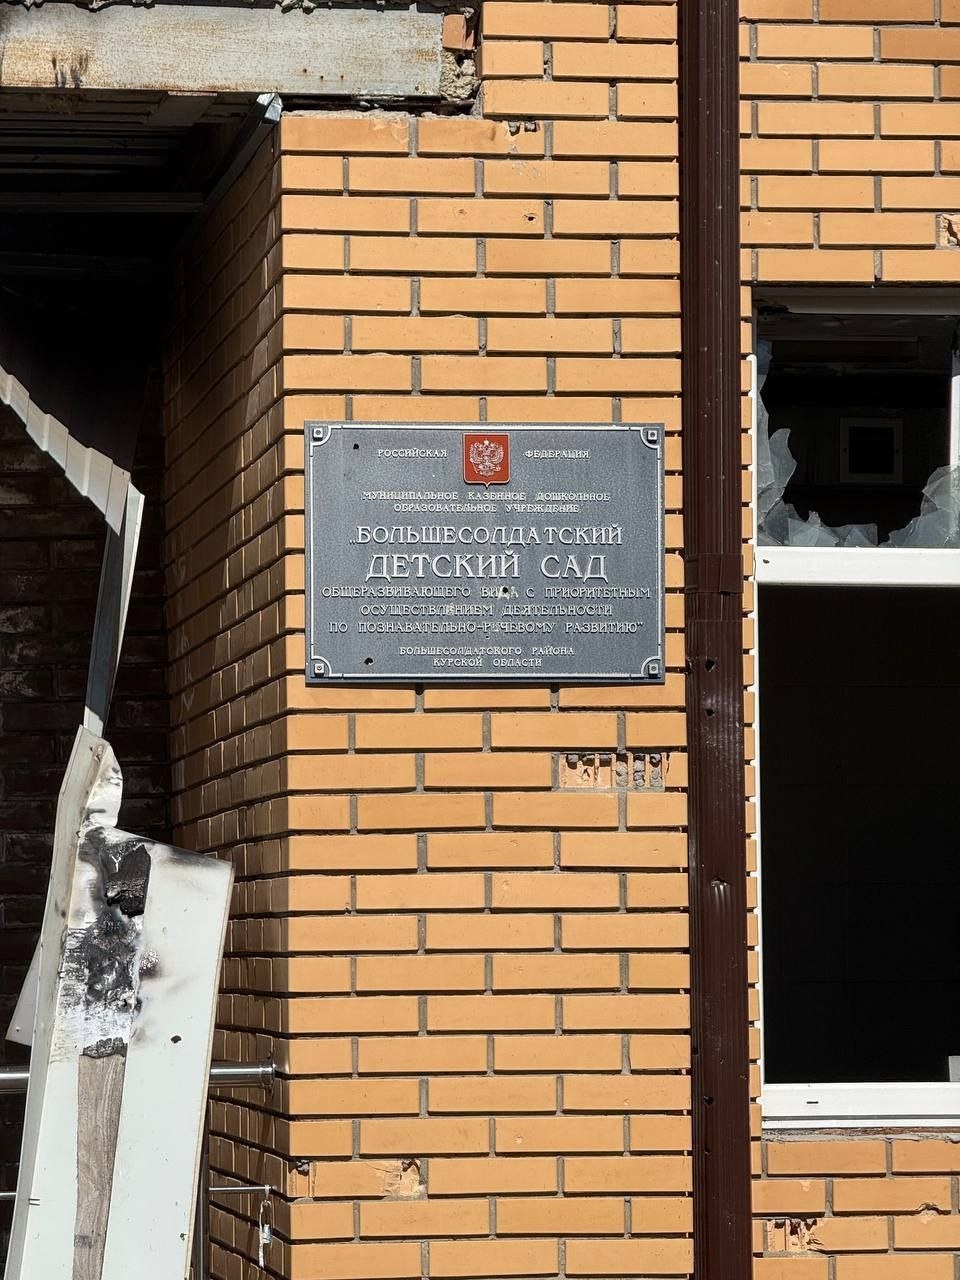 РОССИЙСКАЯ ФЕДЕРАЦИЯ
МУНИЦИПАЛЬНОЕ КАЗЕННОЕ ДОШКОЛЬНОЕ
ОБРАЗОВАТЕЛЬНОЕ УЧРЕЖДЕНИЕ
„БОЛЬШЕСОЛДАТСКИЙ
ДЕТСКИЙ САД
ОБЩЕРАЗВИВАЮЩЕГО ВИДА С ПРИОРИТЕТНЫМ
ОСУЩЕСТВЛЕНИЕМ ДЕЯТЕЛЬНОСТИ
ПО ПОЗНАВАТЕЛЬНО-РЕЧЕВОМУ РАЗВИТИЮ"
БОЛЬШЕСОЛДАТСКОГО РАЙОНА
КУРСКОЙ ОБЛАСТИ